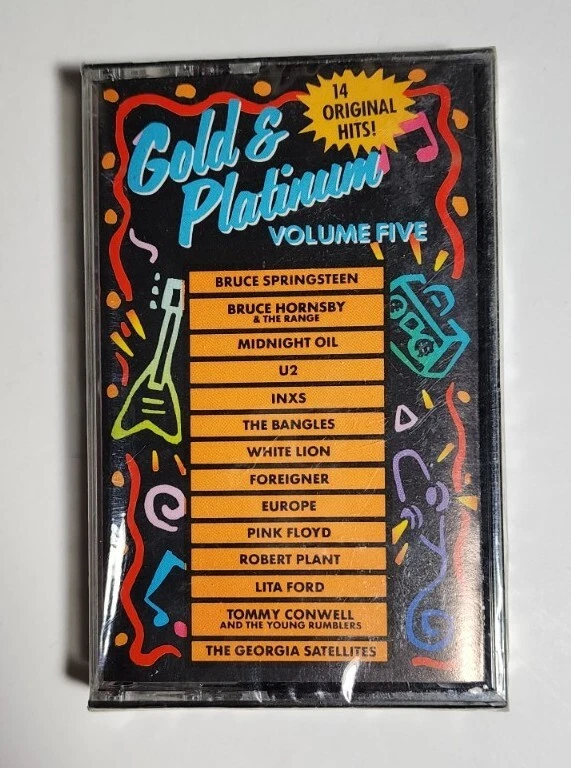 14
ORIGINAL
HITS!
Gold &
Platinum
VOLUME FIVE
BRUCE SPRINGSTEEN
BRUCE HORNSBY
& THE RANGE
MIDNIGHT OIL
U2
INXS
THE BANGLES
WHITE LION
FOREIGNER
EUROPE
PINK FLOYD
ROBERT PLANT
LITA FORD
TOMMY CONWELL
AND THE YOUNG RUMBLERS
THE GEORGIA SATELLITES